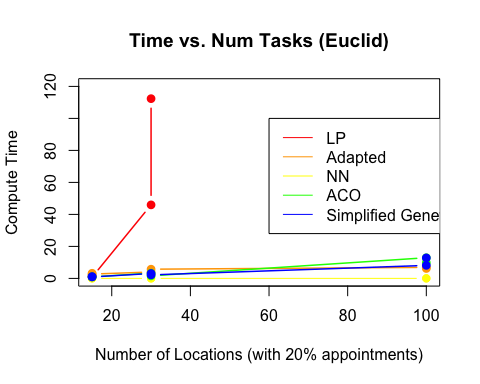 Time vs. Num Tasks (Euclid)
Compute Time
120
80
60
40
20
0
LP
Adapted
NN
ACO
Simplified Gene
20
40
60
80
100
Number of Locations (with 20% appointments)